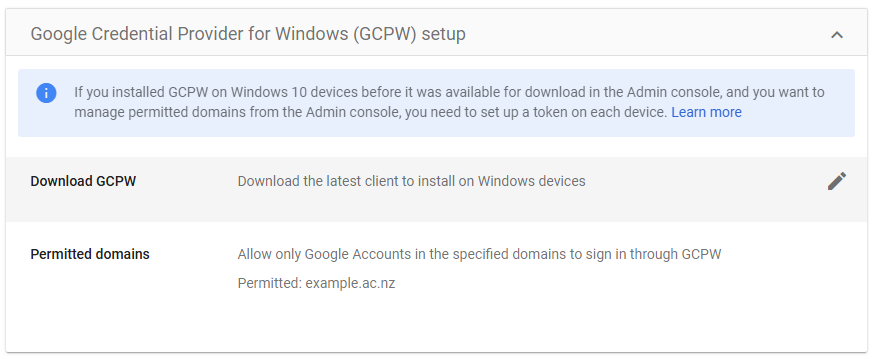 Google Credential Provider for Windows (GCPW) setup
If you installed GCPW on Windows 10 devices before it was available for download in the Admin console, and you want to
manage permitted domains from the Admin console, you need to set up a token on each device. Learn more
Download GCPW
Download the latest client to install on Windows devices
Permitted domains
Allow only Google Accounts in the specified domains to sign in through GCPW
Permitted: example.ac.nz